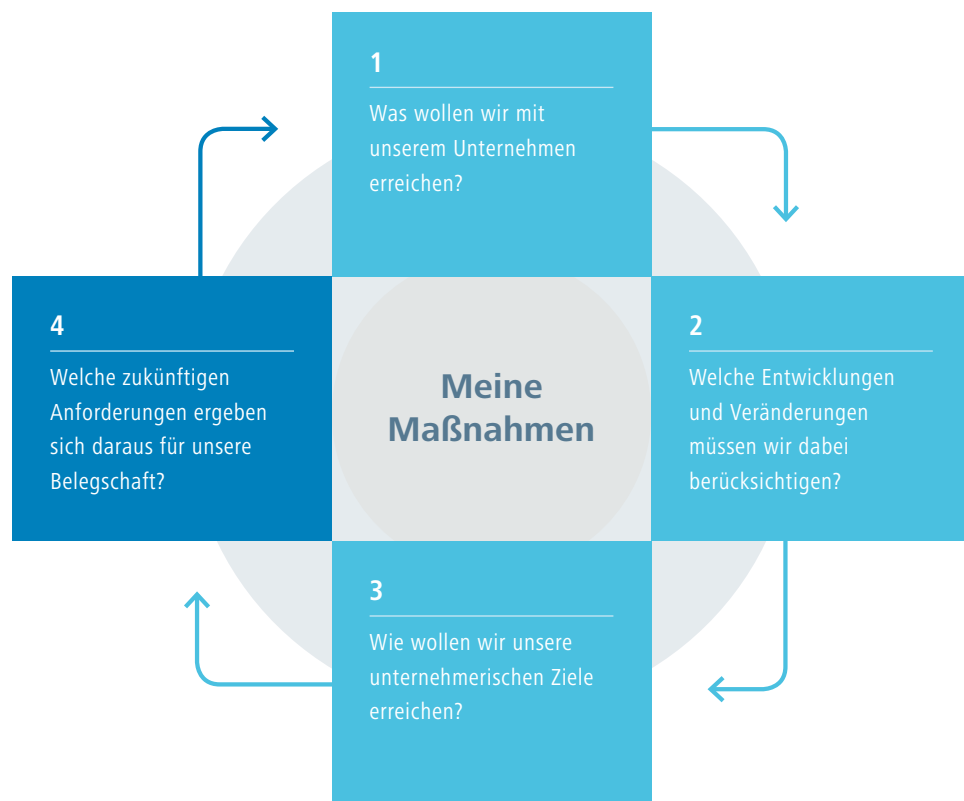 1
Was wollen wir mit
unserem Unternehmen
erreichen?
2
Welche Entwicklungen
und Veränderungen
müssen wir dabei
berücksichtigen?
3
Wie wollen wir unsere
unternehmerischen Ziele
erreichen?
4
Welche zukünftigen
Anforderungen ergeben
sich daraus für unsere
Belegschaft?
Meine
Maßnahmen